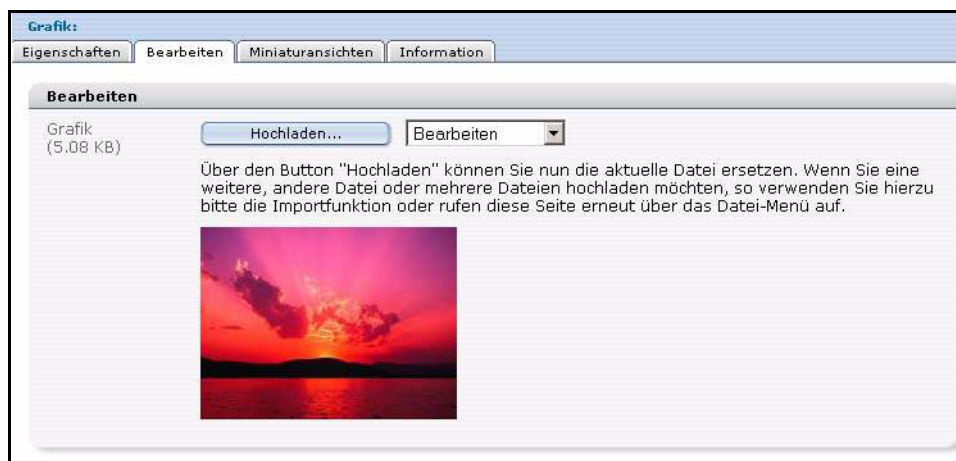 Grafik:
Eigenschaften Bearbeiten Miniaturansichten Information
Bearbeiten
Grafik
(5.08 KB)
Hochladen... Bearbeiten
Über den Button "Hochladen" können Sie nun die aktuelle Datei ersetzen. Wenn Sie eine
weitere, andere Datei oder mehrere Dateien hochladen möchten, so verwenden Sie hierzu
bitte die Importfunktion oder rufen diese Seite erneut über das Datei-Menü auf.